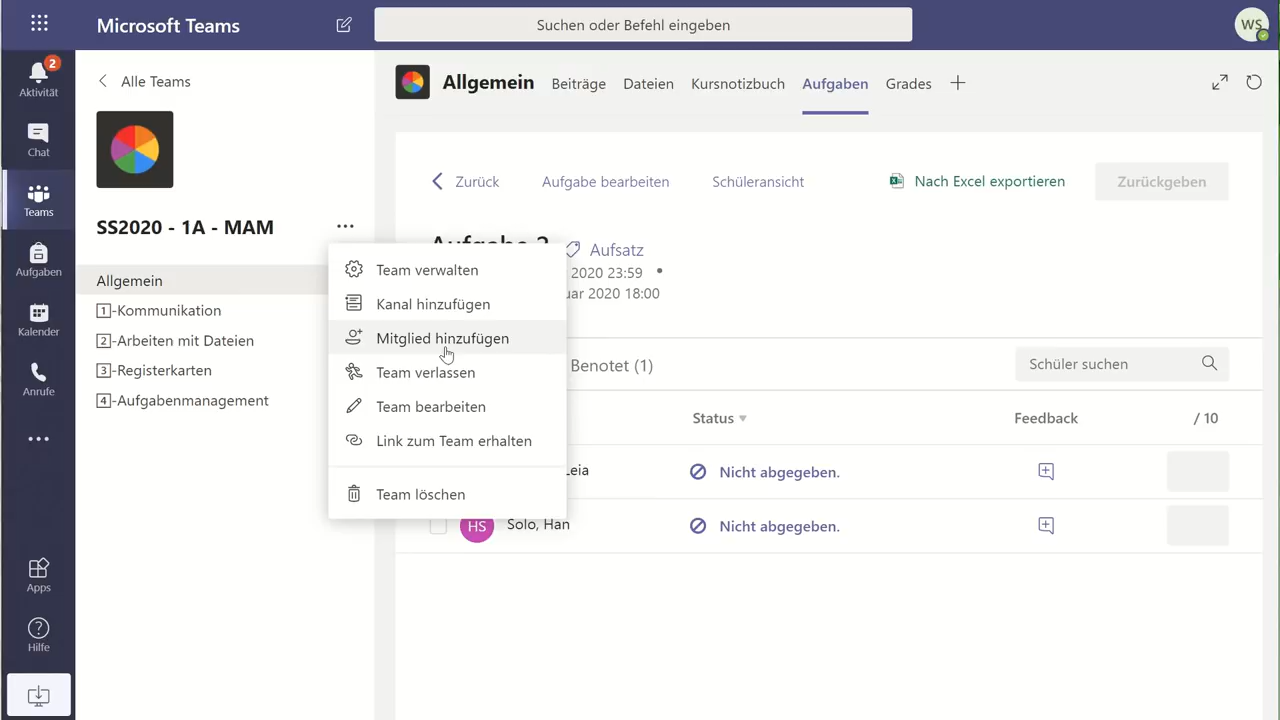 Microsoft Teams
Suchen oder Befehl eingeben
WS
2
Aktivität
Chat
Teams
Aufgaben
Kalender
Anrufe
Apps
Hilfe
Alle Teams
SS2020 - 1A - MAM
Allgemein
1-Kommunikation
2-Arbeiten mit Dateien
3-Registerkarten
4-Aufgabenmanagement
Team verwalten
Kanal hinzufügen
Mitglied hinzufügen
Team verlassen
Team bearbeiten
Link zum Team erhalten
Team löschen
Allgemein Beiträge Dateien Kursnotizbuch Aufgaben Grades
Zurück Aufgabe bearbeiten Schüleransicht Nach Excel exportieren Zurückgeben
Aufsatz
2020 23:59 •
uar 2020 18:00
Benotet (1) Schüler suchen
Status Feedback / 10
Leia Nicht abgegeben.
HS Solo, Han Nicht abgegeben.